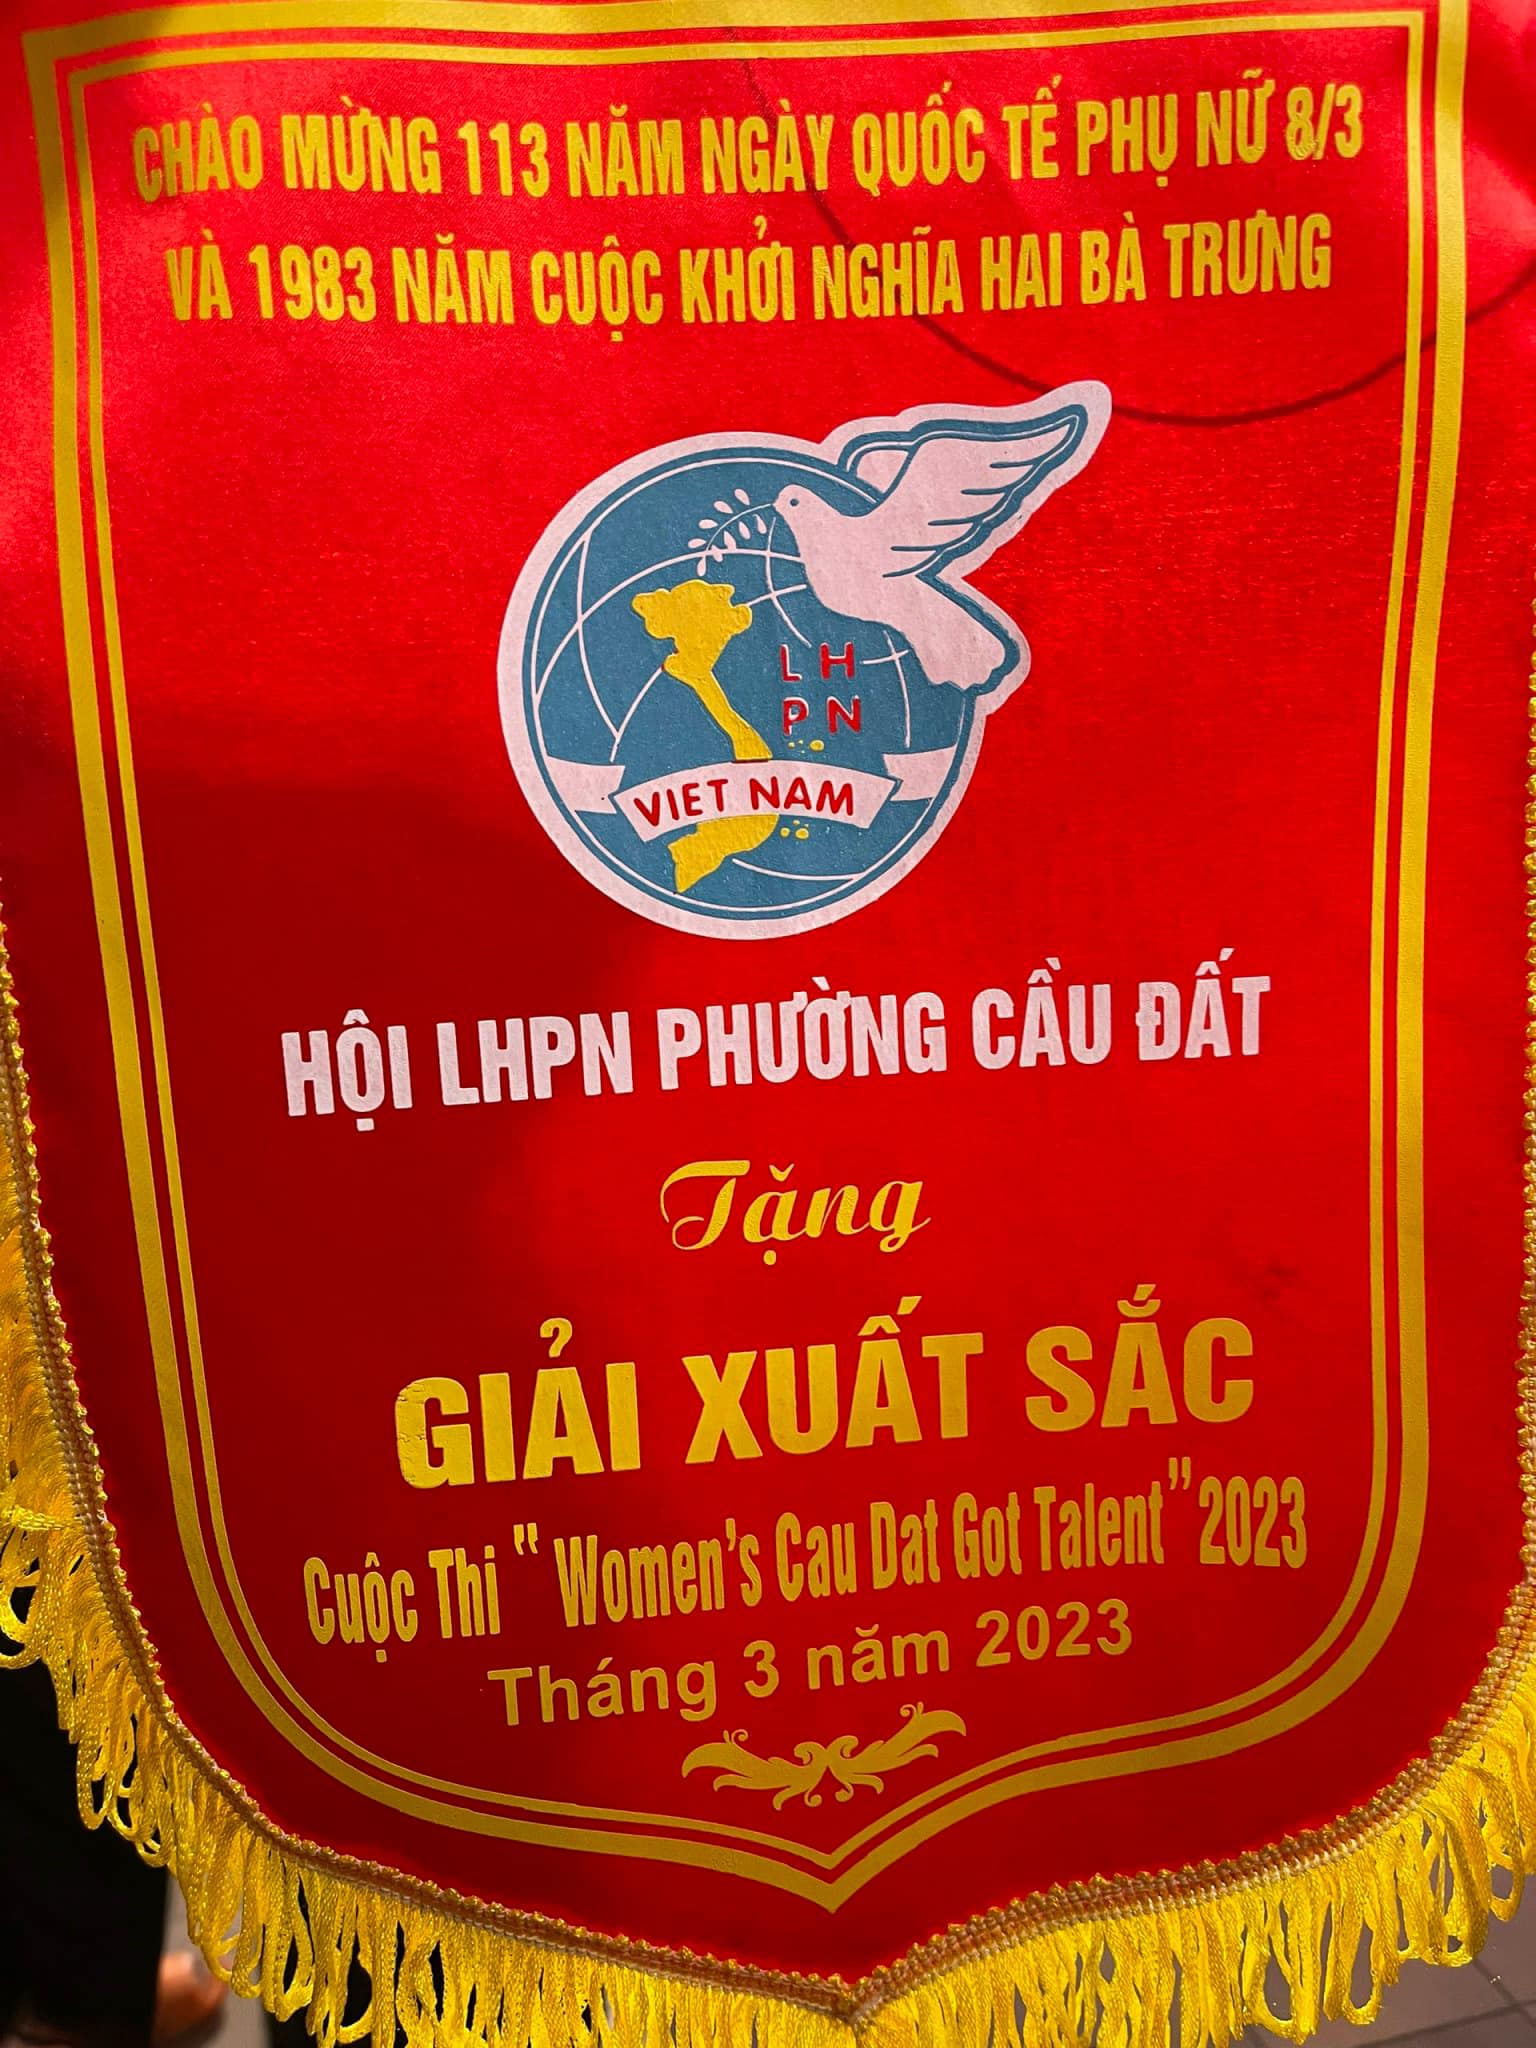 CHÀO MỪNG 113 NĂM NGÀY QUỐC TẾ PHỤ NỮ 8/3
VÀ 1983 NĂM CUỘC KHỞI NGHĨA HAI BÀ TRƯNG
LH
PN
VIET NAM
HỘI LHPN PHƯỜNG CẦU ĐẤT
Tặng
GIẢI XUẤT SẮC
Cuộc Thi " Women's Cau Dat Got Talent" 2023
Tháng 3 năm 2023